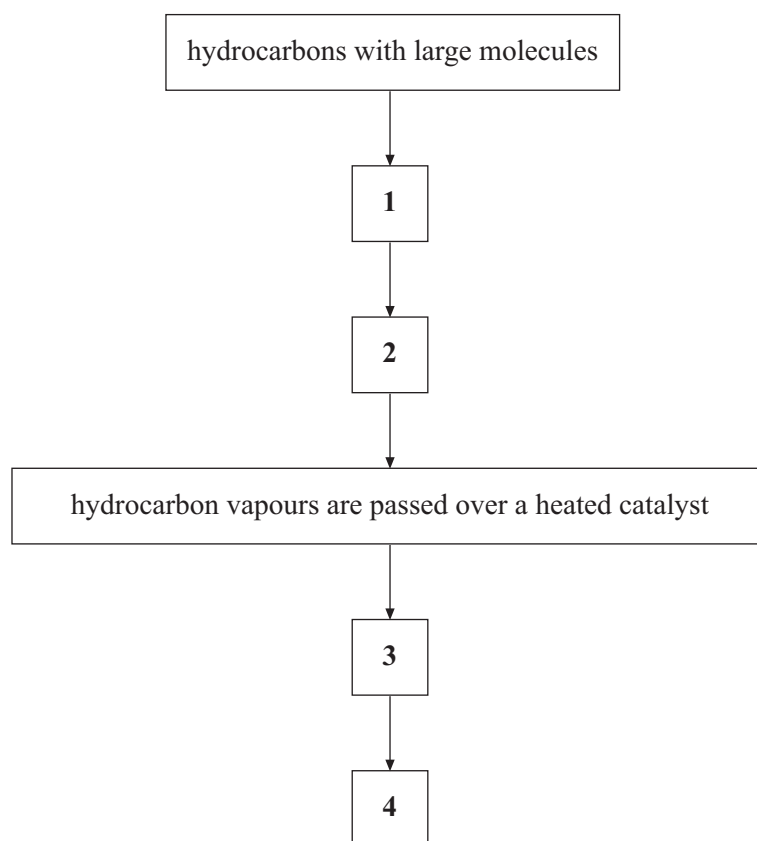 hydrocarbons with large molecules
1
2
hydrocarbon vapours are passed over a heated catalyst
3
4